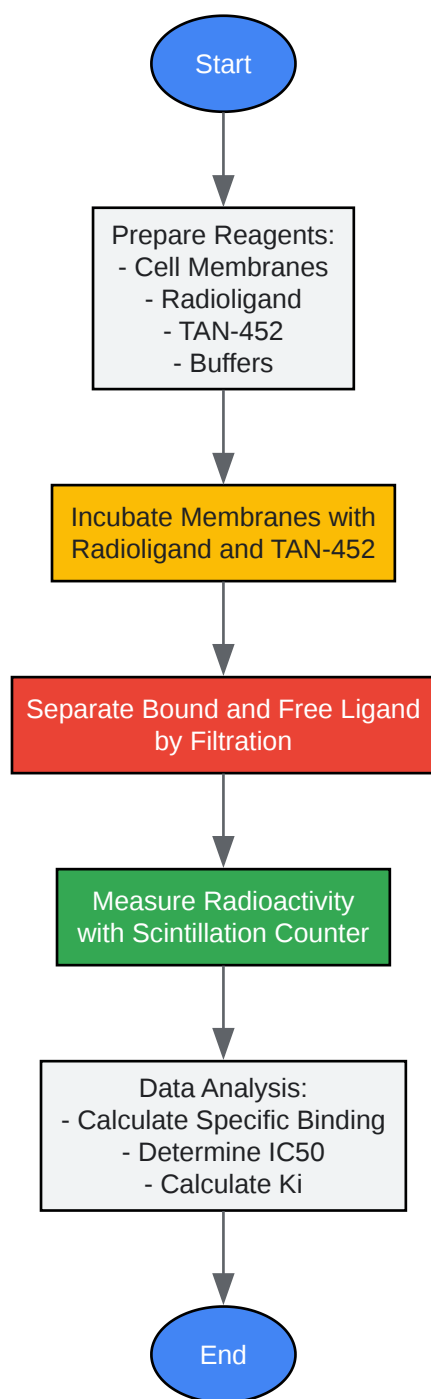 Start
Prepare Reagents:
- Cell Membranes
- Radioligand
- TAN-452
- Buffers
Incubate Membranes with
Radioligand and TAN-452
Separate Bound and Free Ligand
by Filtration
Measure Radioactivity
with Scintillation Counter
Data Analysis:
- Calculate Specific Binding
- Determine IC50
- Calculate Ki
End